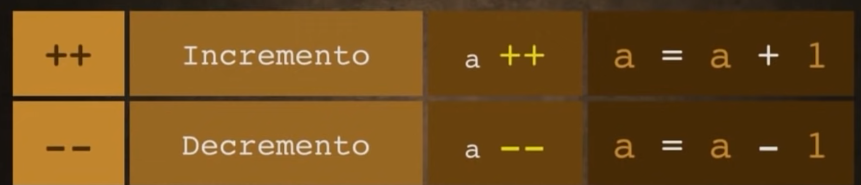 ++ Incremento a ++ a = a + 1
-- Decremento a -- a = a - 1